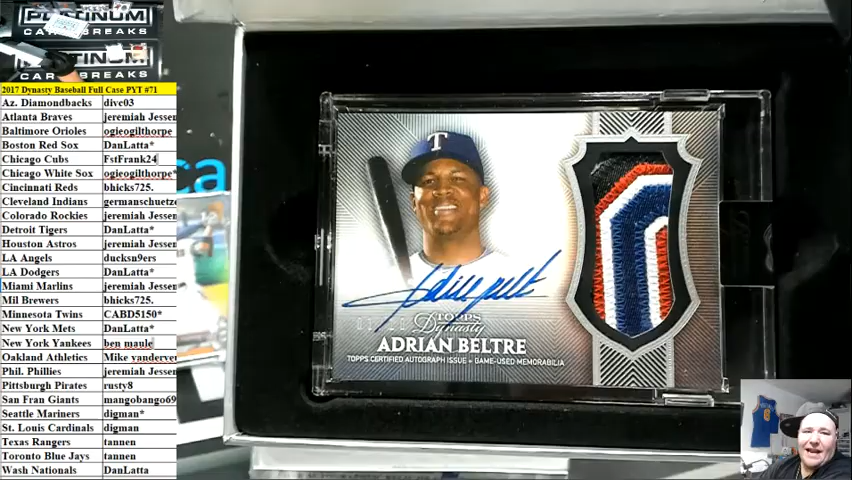 PLATINUM
CARD BREAKS
PLATINUM
CARD BREAKS
2017 Dynasty Baseball Full Case PYT #71
Az. Diamondbacks divc03
Atlanta Braves jeremiah Jessen
Baltimore Orioles ogieogilthorpe
Boston Red Sox DanLatta*
Chicago Cubs FstFrank24
Chicago White Sox ogieogilthorpe*
Cincinnati Reds bhicks725.
Cleveland Indians germanschuetze
Colorado Rockies jeremiah Jessen
Detroit Tigers DanLatta*
Houston Astros jeremiah Jessen
LA Angels ducksn9ers
LA Dodgers DanLatta*
Miami Marlins jeremiah Jessen
Mil Brewers bhicks725.
Minnesota Twins CABD5150*
New York Mets DanLatta*
New York Yankees ben maule
Oakland Athletics Mike vanderver
Phil. Phillies jeremiah Jessen
Pittsburgh Pirates rusty8
San Fran Giants mangobango69
Seattle Mariners digman*
St. Louis Cardinals digman
Texas Rangers tannen
Toronto Blue Jays tannen
Wash Nationals DanLatta
ca
T
TOPPS
Dynasty
ADRIAN BELTRE
TOPPS CERTIFIED AUTOGRAPH ISSUE • GAME-USED MEMORABILIA